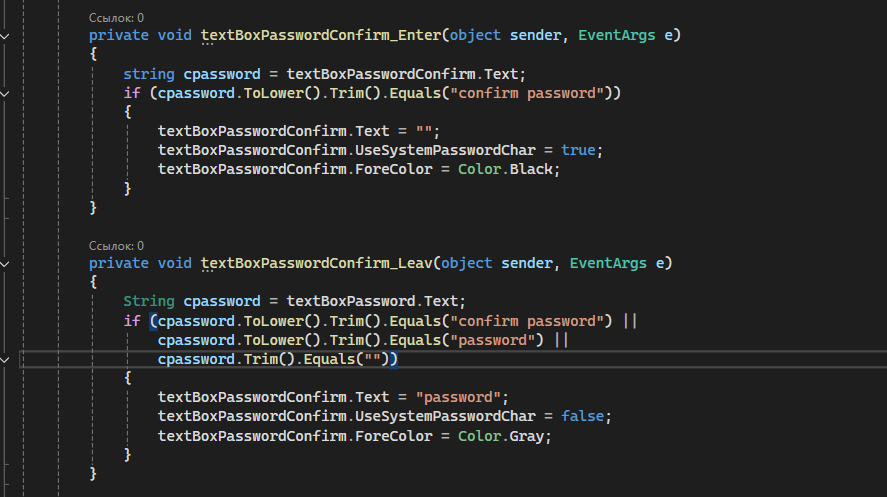 Ссылок: 0
private void textBoxPasswordConfirm_Enter(object sender, EventArgs e)
{
string cpassword = textBoxPasswordConfirm.Text;
if (cpassword.ToLower().Trim().Equals("confirm password"))
{
textBoxPasswordConfirm.Text = "";
textBoxPasswordConfirm.UseSystemPasswordChar = true;
textBoxPasswordConfirm.ForeColor = Color.Black;
}
}
Ссылок: 0
private void textBoxPasswordConfirm_Leav(object sender, EventArgs e)
{
String cpassword = textBoxPassword.Text;
if (cpassword.ToLower().Trim().Equals("confirm password") ||
cpassword.ToLower().Trim().Equals("password") ||
cpassword.Trim().Equals(""))
{
textBoxPasswordConfirm.Text = "password";
textBoxPasswordConfirm.UseSystemPasswordChar = false;
textBoxPasswordConfirm.ForeColor = Color.Gray;
}
}